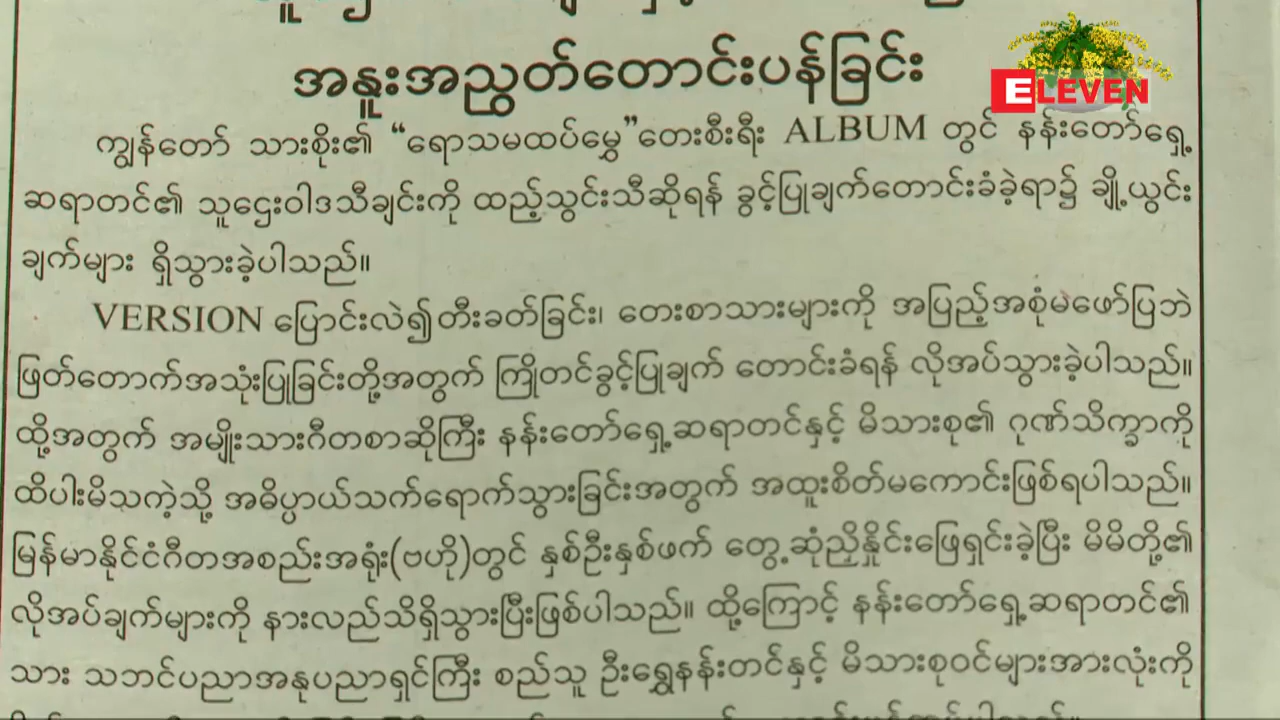 အနူးအညွတ်တောင်းပန်ခြင်း
ELEVEN
ကျွန်တော် သားစိုး၏ “ရောသမထပ်မွှေ”တေးစီးရီး ALBUM တွင် နန်းတော်ရှေ့
ဆရာတင်၏ သူဌေးဝါဒသီချင်းကို ထည့်သွင်းသီဆိုရန် ခွင့်ပြုချက်တောင်းခံခဲ့ရာ၌ ချို့ယွင်း
ချက်များ ရှိသွားခဲ့ပါသည်။
VERSION ပြောင်းလဲ၍တီးခတ်ခြင်း၊ တေးစာသားများကို အပြည့်အစုံမဖော်ပြဘဲ
ဖြတ်တောက်အသုံးပြုခြင်းတို့အတွက် ကြိုတင်ခွင့်ပြုချက် တောင်းခံရန် လိုအပ်သွားခဲ့ပါသည်။
ထို့အတွက် အမျိုးသားဂီတစာဆိုကြီး နန်းတော်ရှေ့ဆရာတင်နှင့် မိသားစု၏ ဂုဏ်သိက္ခာကို
ထိပါးမိသကဲ့သို့ အဓိပ္ပာယ်သက်ရောက်သွားခြင်းအတွက် အထူးစိတ်မကောင်းဖြစ်ရပါသည်။
မြန်မာနိုင်ငံဂီတအစည်းအရုံး(ဗဟို)တွင် နှစ်ဦးနှစ်ဖက် တွေ့ဆုံညှိနှိုင်းဖြေရှင်းခဲ့ပြီး မိမိတို့၏
လိုအပ်ချက်များကို နားလည်သိရှိသွားပြီးဖြစ်ပါသည်။ ထို့ကြောင့် နန်းတော်ရှေ့ဆရာတင်၏
သား သဘင်ပညာအနုပညာရှင်ကြီး စည်သူ ဦးရွှေနန်းတင်နှင့် မိသားစုဝင်များအားလုံးကို